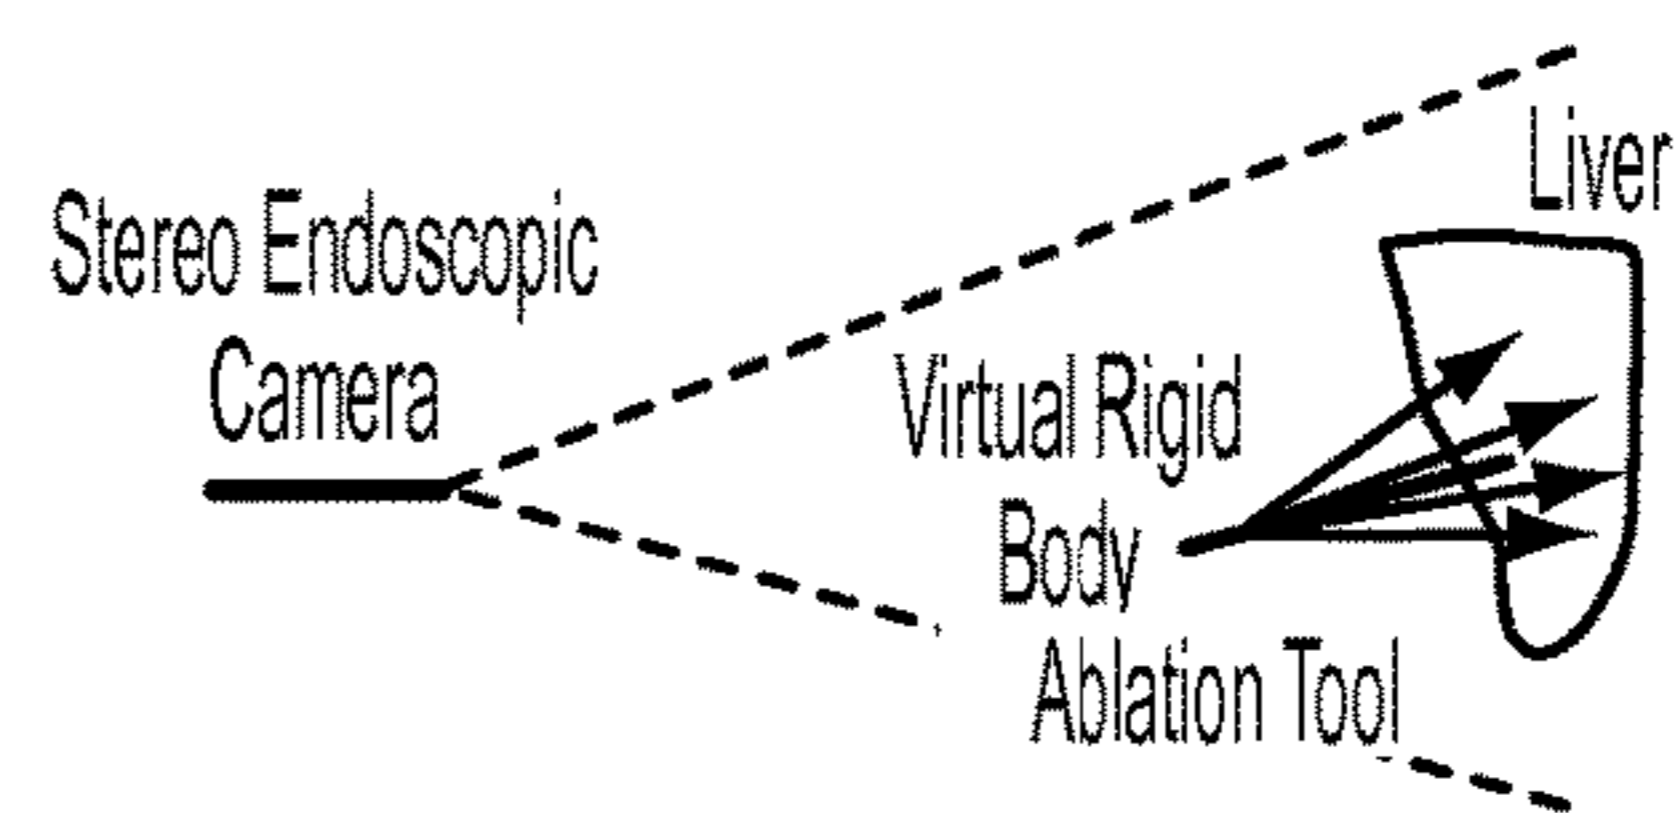 Stereo Endoscopic
Camera
Liver
Virtual Rigid
Body
Ablation Tool